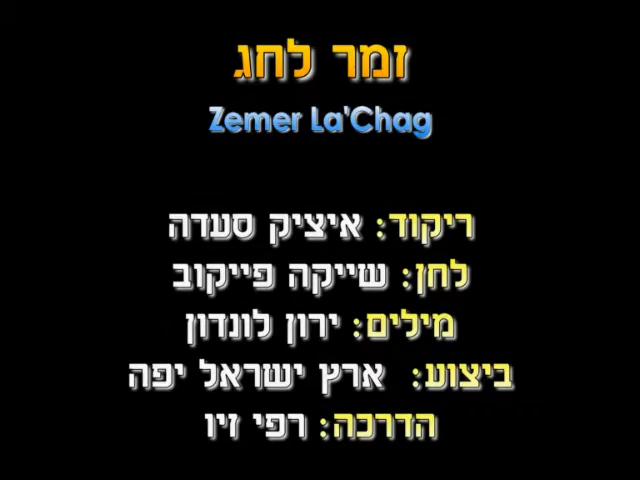 זמר לחג
Zemer La'Chag
ריקוד: איציק סעדה
לחן: שייקה פייקוב
מילים: ירון לונדון
ביצוע: ארץ ישראל יפה
הדרכה: רפי זיו